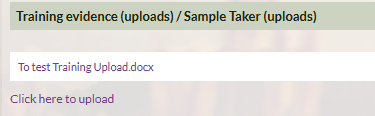 Training evidence (uploads) / Sample Taker (uploads)
To test Training Upload.docx
Click here to upload